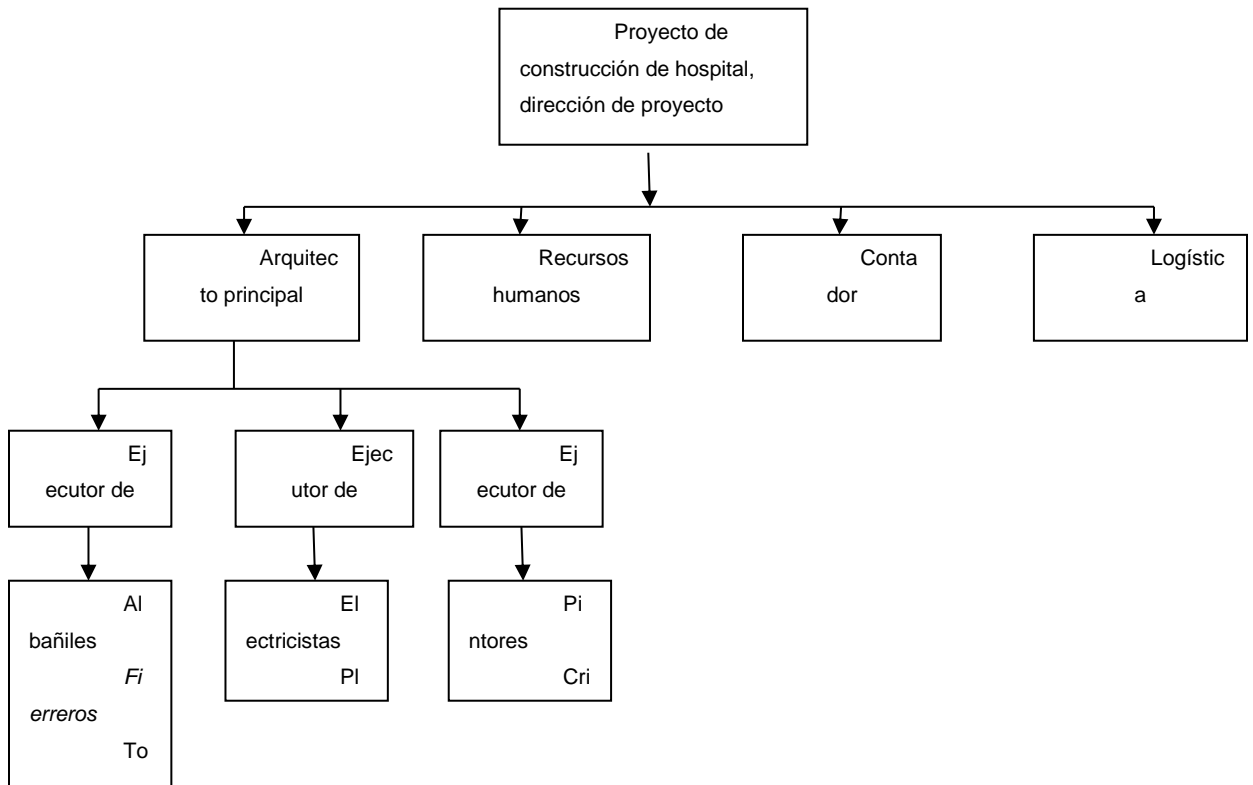 Proyecto de
construcción de hospital,
dirección de proyecto
Arquitec
to principal
Recursos
humanos
Conta
dor
Logístic
a
Ej
ecutor de
Ejec
utor de
Ej
ecutor de
Al
bañiles
Fi
erreros
To
El
ectricistas
Pl
Pi
ntores
Cri